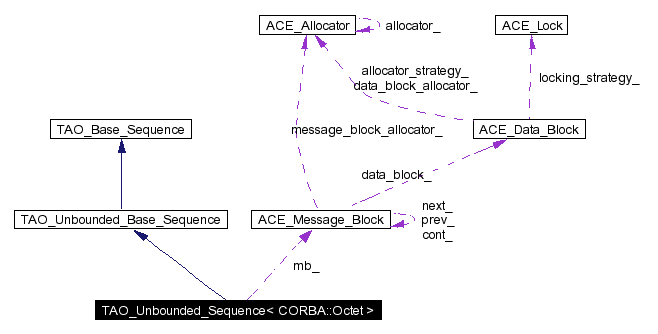 ACE_Allocator
allocator_
ACE_Lock
allocator_strategy_
data_block_allocator_
locking_strategy_
TAO_Base_Sequence
message_block_allocator_
ACE_Data_Block
data_block_
TAO_Unbounded_Base_Sequence
ACE_Message_Block
next_
prev_
cont_
mb_
TAO_Unbounded_Sequence< CORBA::Octet >